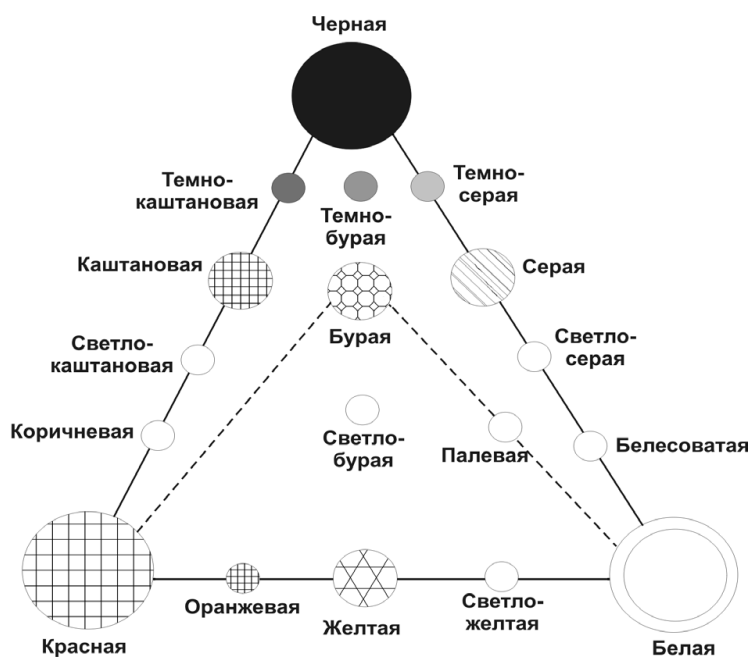 Черная
Темно-
каштановая
Темно-
бурая
Темно-
серая
Каштановая
Бурая
Серая
Светло-
каштановая
Светло-
серая
Коричневая
Светло-
бурая
Палевая
Белесоватая
Красная
Оранжевая
Желтая
Светло-
желтая
Белая